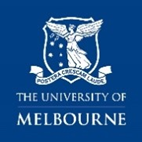 POSTERA CRESCAM LAUDE
THE UNIVERSITY OF
MELBOURNE